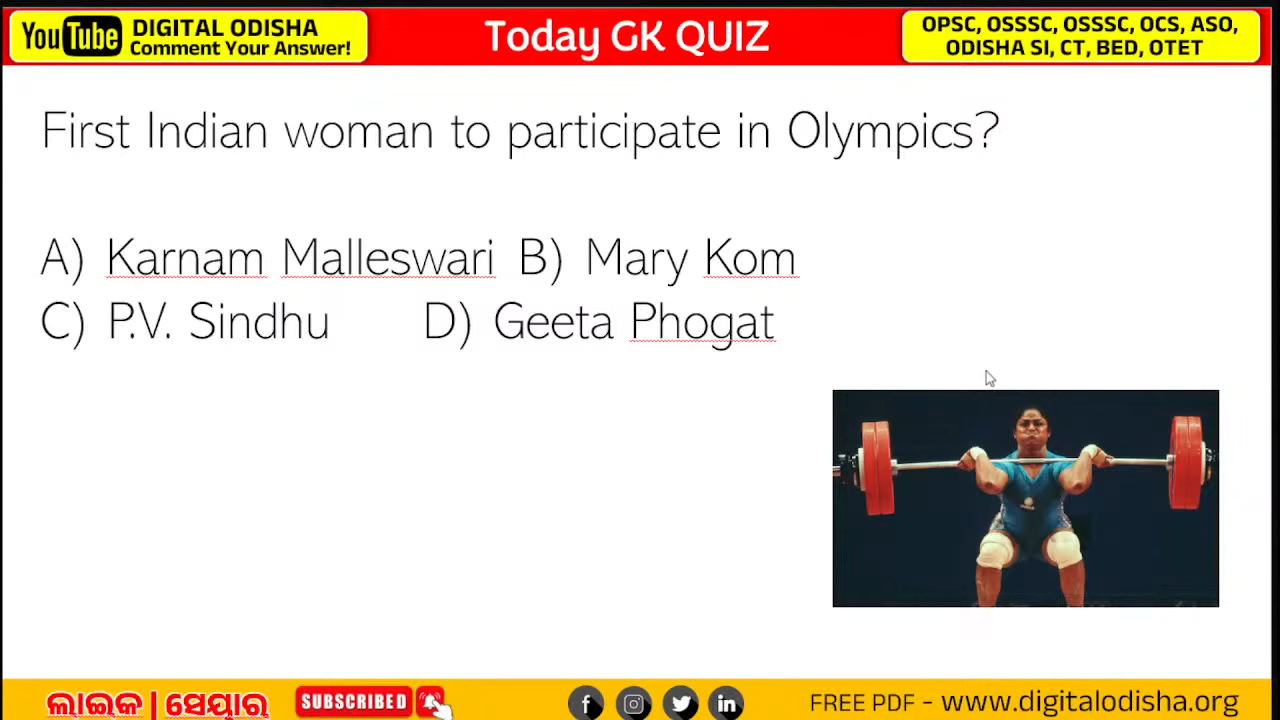 YouTube DIGITAL ODISHA
Comment Your Answer!
Today GK QUIZ
OPSC, OSSSC, OSSSC, OCS, ASO,
ODISHA SI, CT, BED, OTET
First Indian woman to participate in Olympics?
A) Karnam Malleswari B) Mary Kom
C) P.V. Sindhu D) Geeta Phogat
ଲାଇକ | ସେୟାର୍ SUBSCRIBED FREE PDF - www.digitalodisha.org